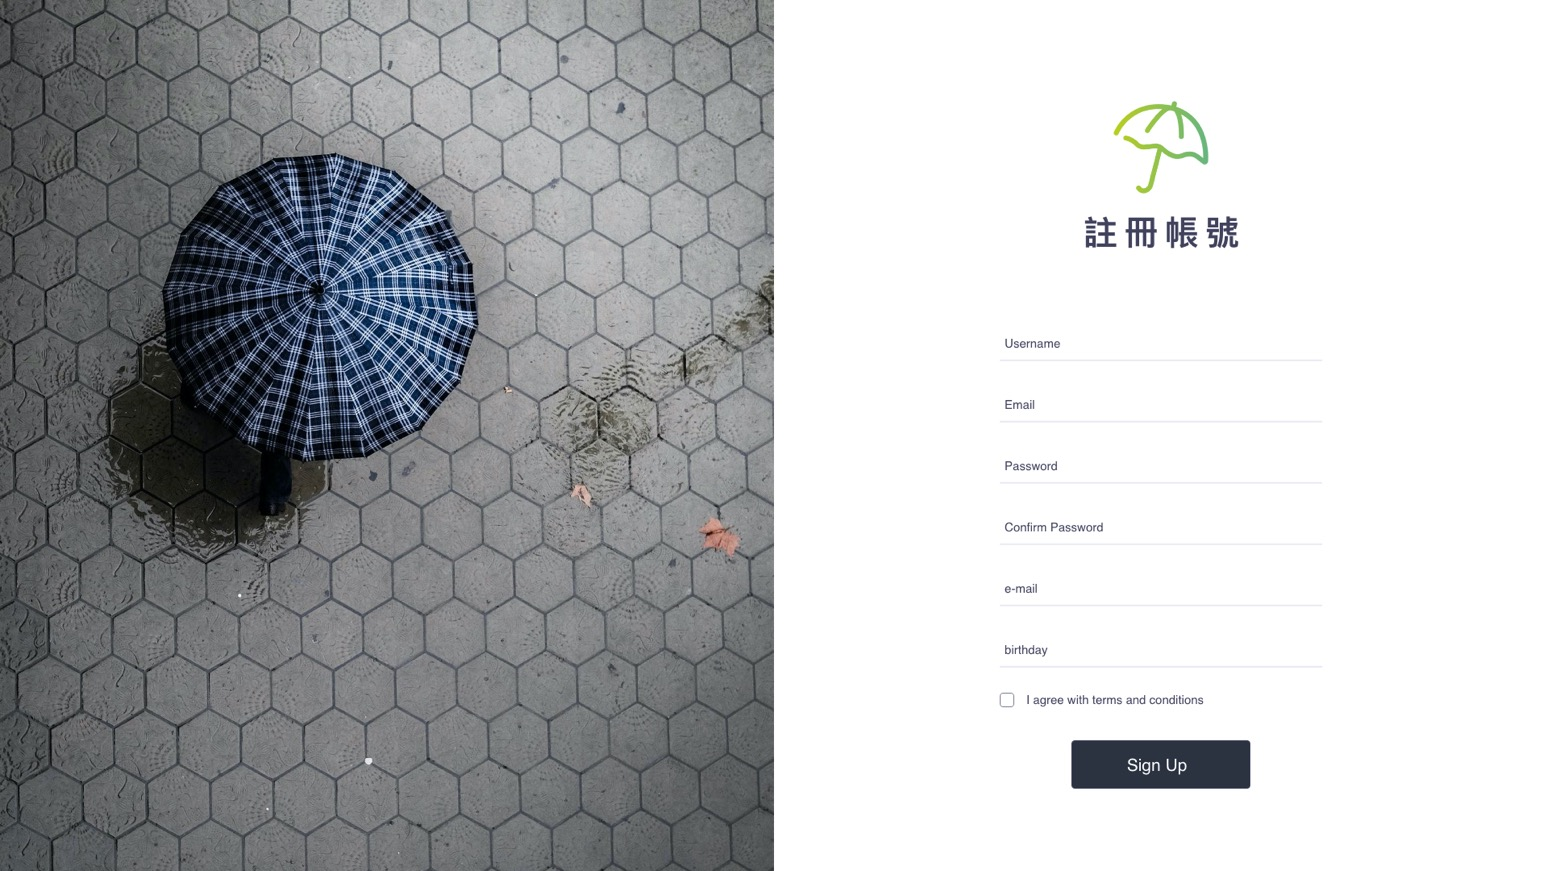 註冊帳號
Username
Email
Password
Confirm Password
e-mail
birthday
I agree with terms and conditions
Sign Up